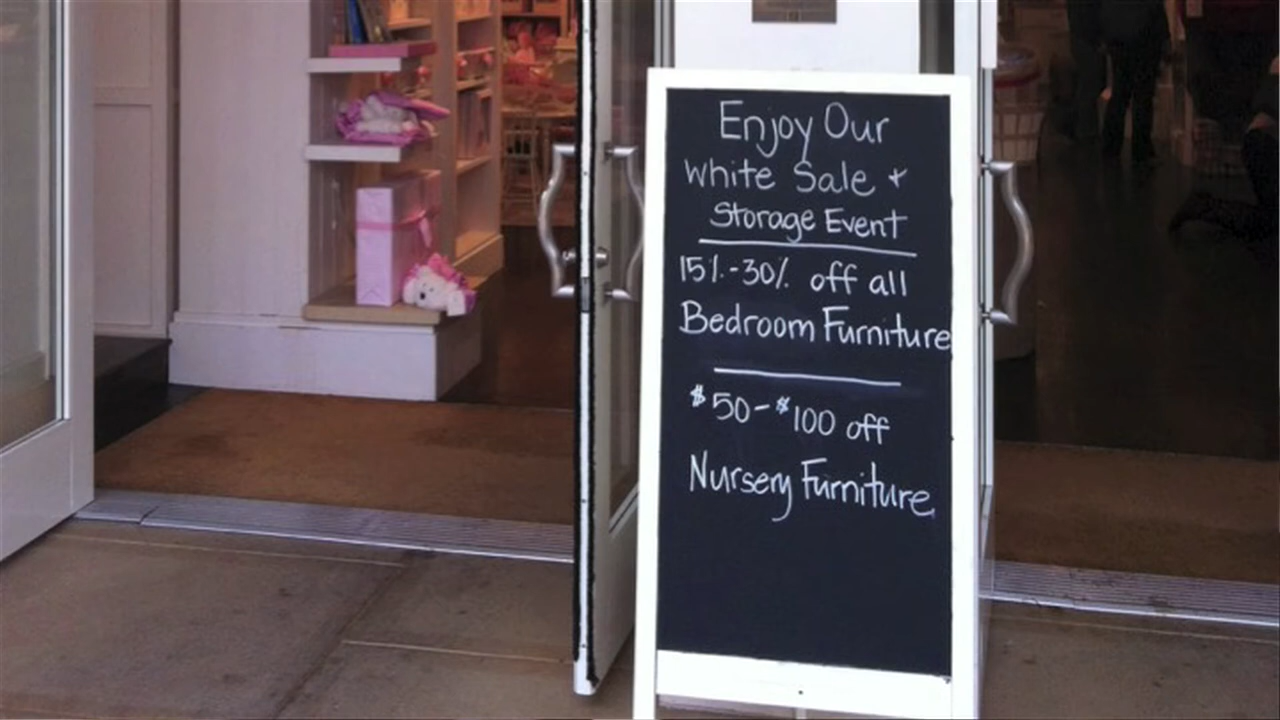 Enjoy Our
White Sale +
Storage Event
15%-30% off all
Bedroom Furniture
$50-$100 off
Nursery Furniture